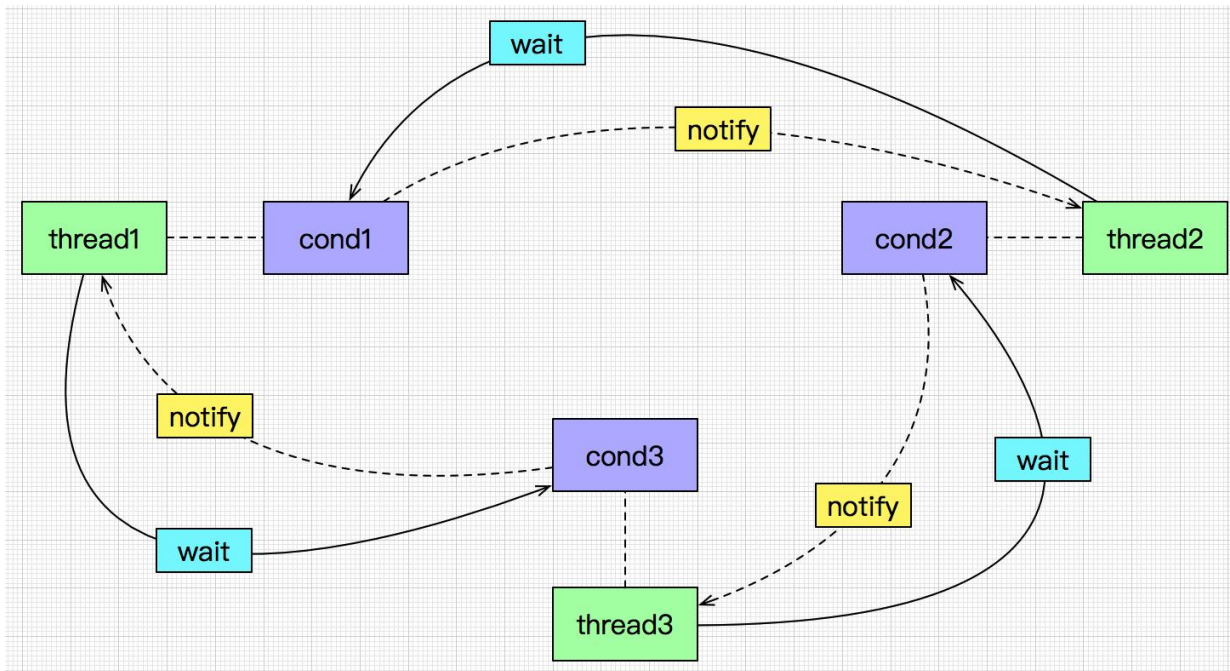 wait
notify
thread1
cond1
cond2
thread2
notify
cond3
wait
notify
wait
thread3